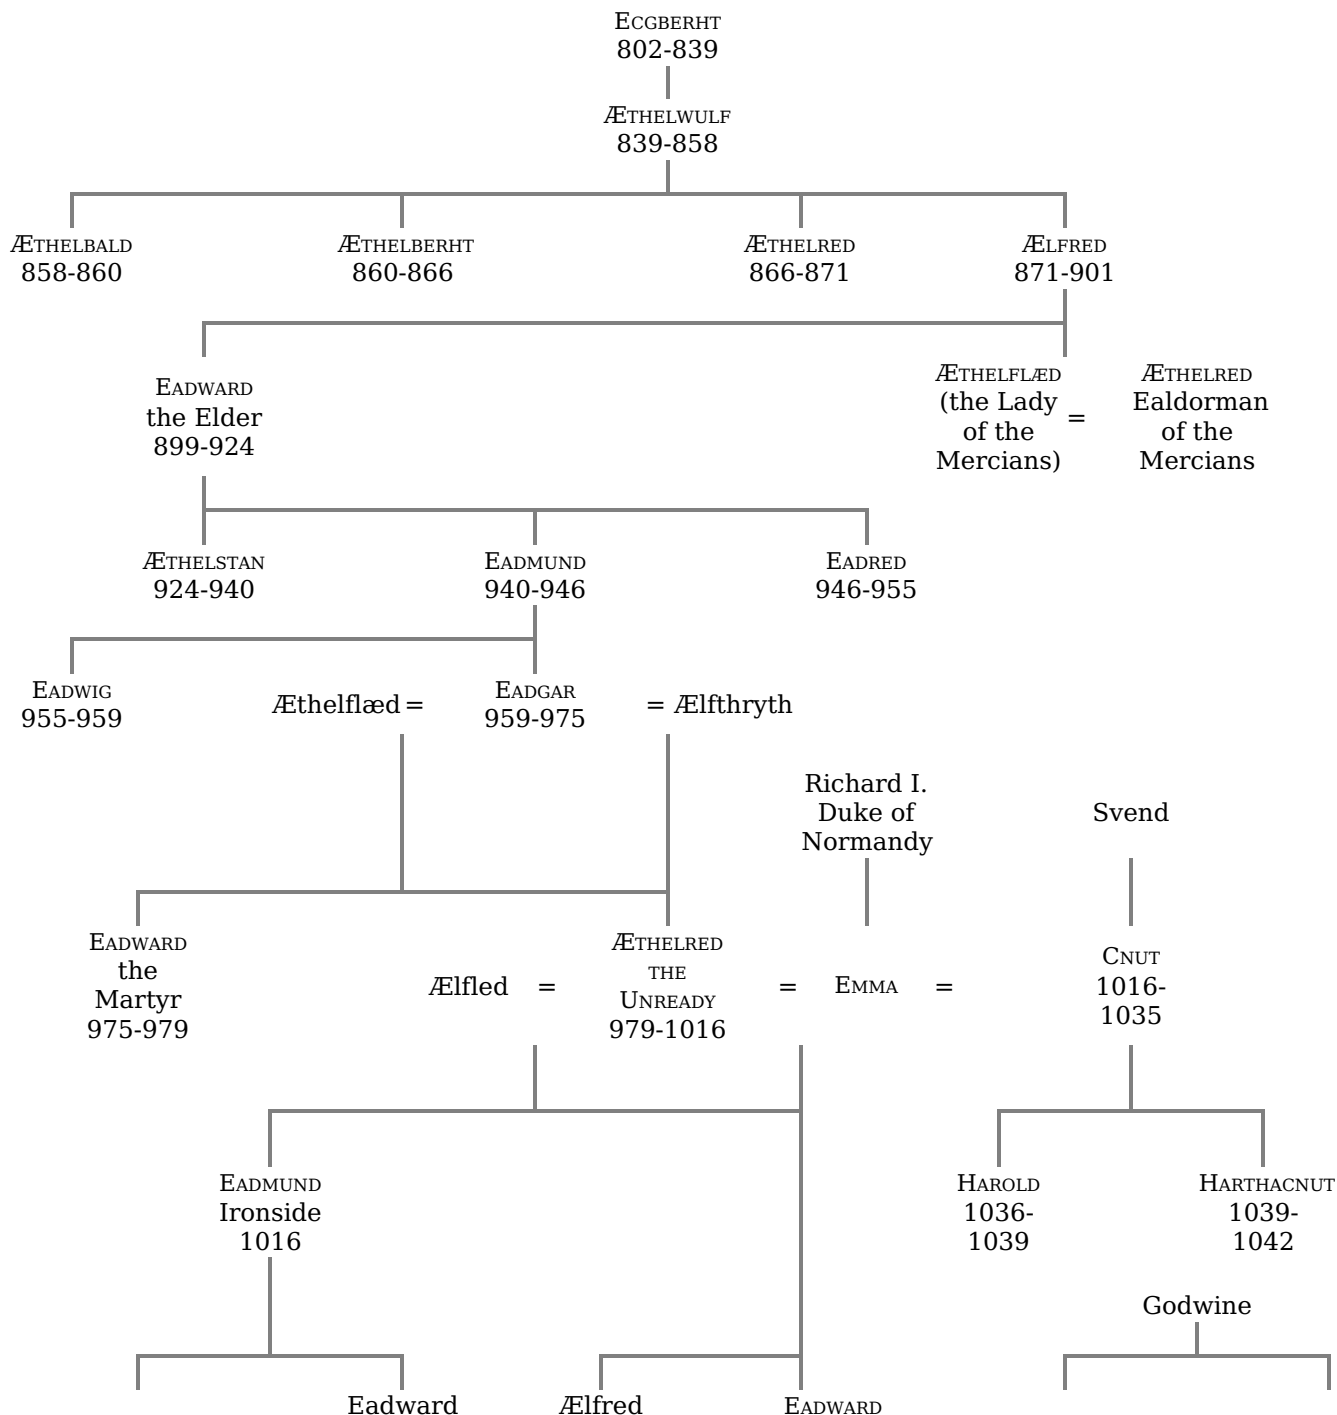 ECGBERHT
802-839
ÆTHELWULF
839-858
ÆTHELBALD
858-860
ÆTHELBERHT
860-866
ÆTHELRED
866-871
ÆLFRED
871-901
EADWARD
the Elder
899-924
ÆTHELFLÆD
(the Lady
of the
Mercians)
=
ÆTHELRED
Ealdorman
of the
Mercians
ÆTHELSTAN
924-940
EADMUND
940-946
EADRED
946-955
EADWIG
955-959
Æthelflæd =
EADGAR
959-975
= Ælfthryth
Richard I.
Duke of
Normandy
Svend
EADWARD
the
Martyr
975-979
Ælfled
=
ÆTHELRED
THE
UNREADY
979-1016
=
EMMA
=
CNUT
1016-
1035
EADMUND
Ironside
1016
HAROLD
1036-
1039
HARTHACNUT
1039-
1042
Godwine
Eadward
Ælfred
EADWARD